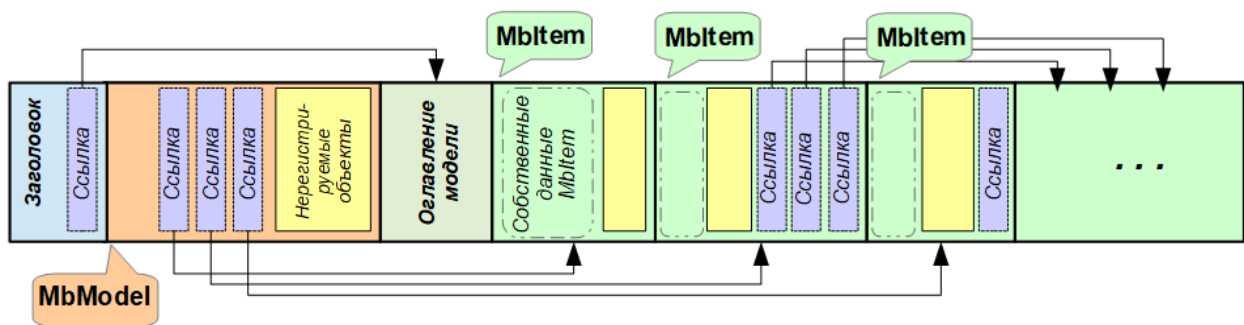 MbItem
MbItem
MbItem
Заголовок
Ссылка
Ссылка
Ссылка
Ссылка
Нерегистри-
руемые
объекты
Оглавление
модели
Собственные
данные
MbItem
Ссылка
Ссылка
Ссылка
Ссылка
. . .
MbModel